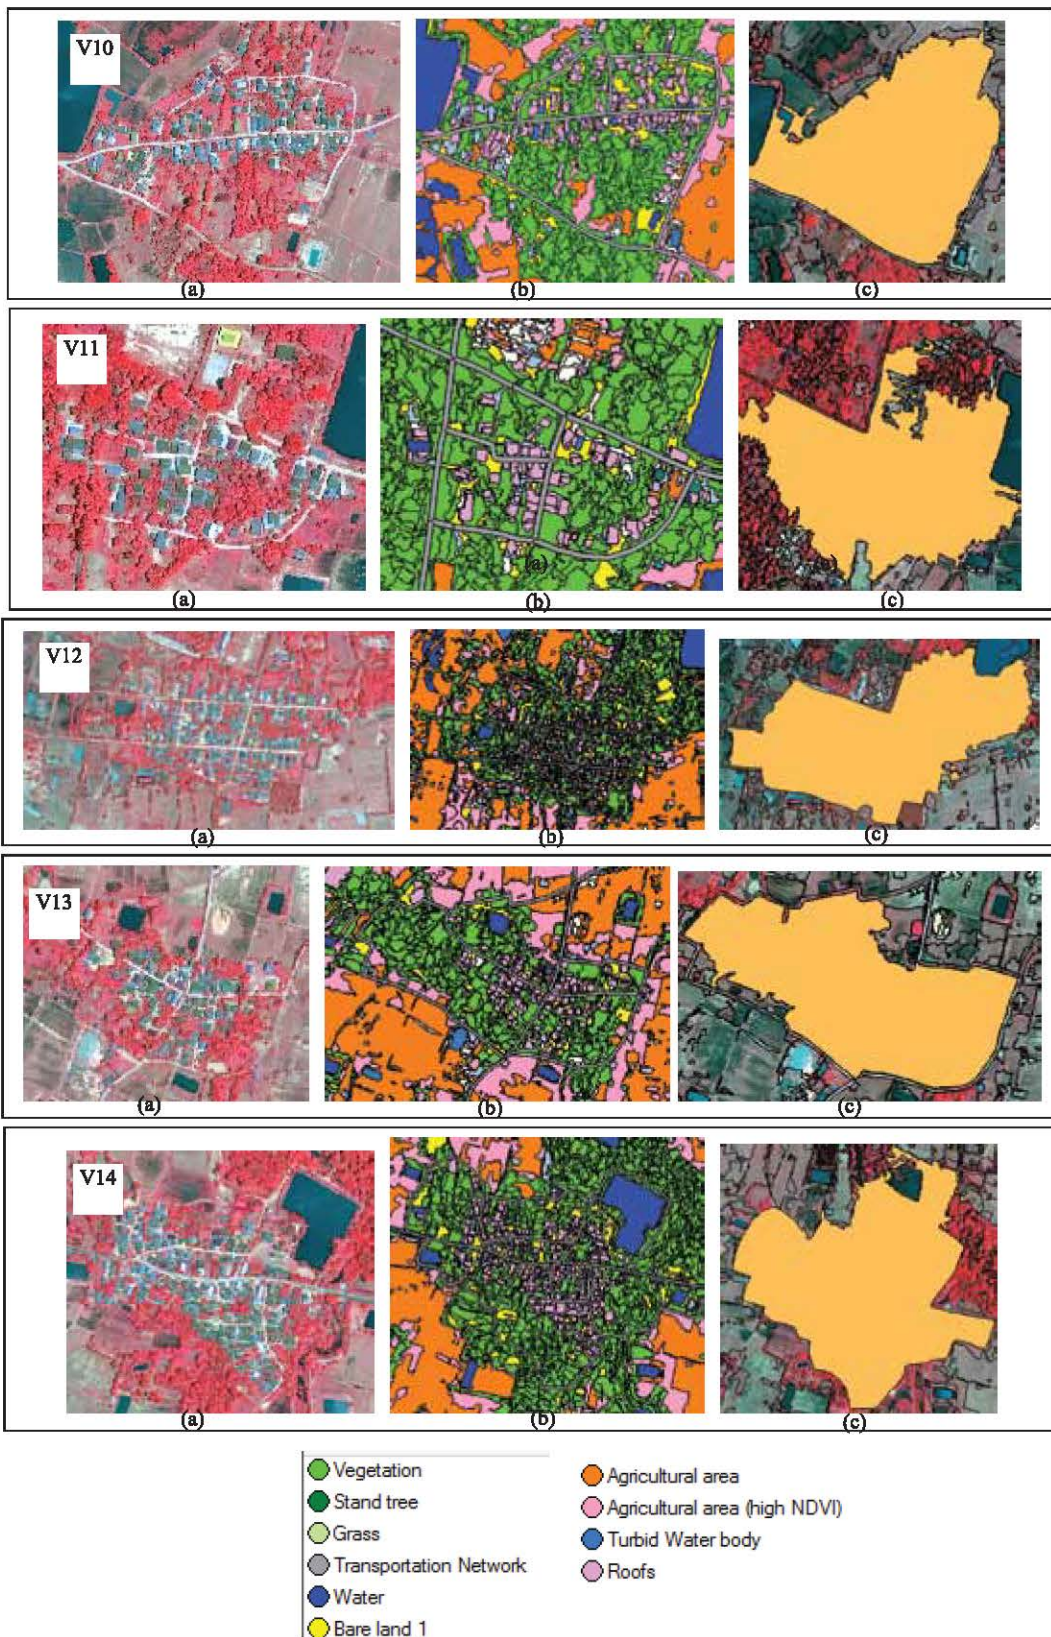 V10
(a) (b) (c)
V11
(a)
(a) (b) (c)
V12
(a) (b) (c)
V13
(a) (b) (c)
V14
(a) (b) (c)
Vegetation
Stand tree
Grass
Transportation Network
Water
Bare land 1
Agricultural area
Agricultural area (high NDVI)
Turbid Water body
Roofs